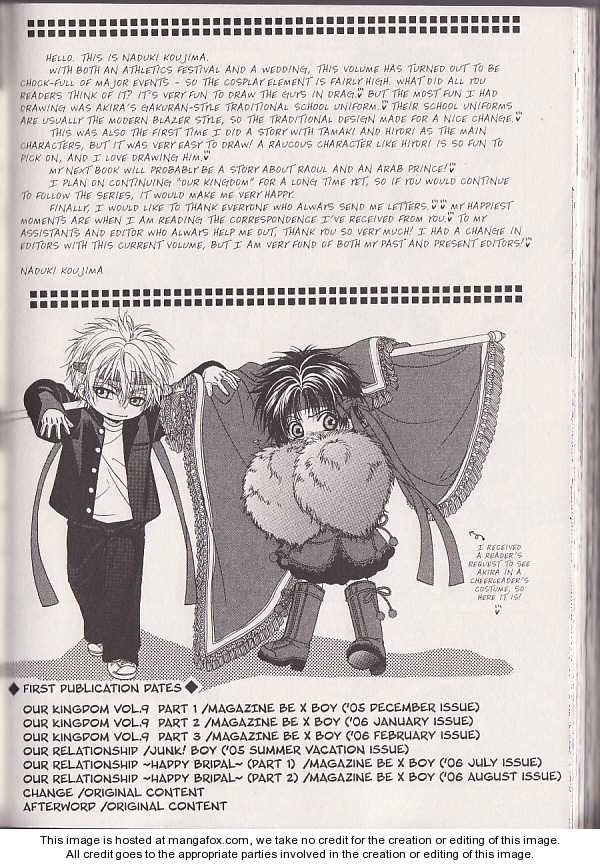 HELLO. THIS IS NADUKI KOUJIMA.
WITH BOTH AN ATHLETICS FESTIVAL AND A WEDDING, THIS VOLUME HAS TURNED OUT TO BE
CHOCK-FULL OF MAJOR EVENTS - SO THE COSPLAY ELEMENT IS FAIRLY HIGH. WHAT DID ALL YOU
READERS THINK OF IT? IT'S VERY FUN TO DRAW THE GUYS IN DRAG.♥ BUT THE MOST FUN I HAD
DRAWING WAS AKIRA'S GAKURAN-STYLE TRADITIONAL SCHOOL UNIFORM.♥ THEIR SCHOOL UNIFORMS
ARE USUALLY THE MODERN BLAZER STYLE, SO THE TRADITIONAL DESIGN MADE FOR A NICE CHANGE.♥
THIS WAS ALSO THE FIRST TIME I DID A STORY WITH TAMAKI AND HIYORI AS THE MAIN
CHARACTERS, BUT IT WAS VERY EASY TO DRAW! A RAUCOUS CHARACTER LIKE HIYORI IS SO FUN TO
PICK ON, AND I LOVE DRAWING HIM.♥
MY NEXT BOOK WILL PROBABLY BE A STORY ABOUT RAOUL AND AN ARAB PRINCE!♥
I PLAN ON CONTINUING "OUR KINGDOM" FOR A LONG TIME YET, SO IF YOU WOULD CONTINUE
TO FOLLOW THE SERIES, IT WOULD MAKE ME VERY HAPPY.
FINALLY, I WOULD LIKE TO THANK EVERYONE WHO ALWAYS SEND ME LETTERS.♥♥ MY HAPPIEST
MOMENTS ARE WHEN I AM READING THE CORRESPONDENCE I'VE RECEIVED FROM YOU.♥ TO MY
ASSISTANTS AND EDITOR WHO ALWAYS HELP ME OUT, THANK YOU SO VERY MUCH! I HAD A CHANGE IN
EDITORS WITH THIS CURRENT VOLUME, BUT I AM VERY FOND OF BOTH MY PAST AND PRESENT EDITORS!♥
NADUKI KOUJIMA
I RECEIVED
A READER'S
REQUEST TO SEE
AKIRA IN A
CHEERLEADER'S
COSTUME, SO
HERE IT IS!
♥
◆FIRST PUBLICATION DATES◆
OUR KINGDOM VOL.9 PART 1 /MAGAZINE BE X BOY ('05 DECEMBER ISSUE)
OUR KINGDOM VOL.9 PART 2 /MAGAZINE BE X BOY ('06 JANUARY ISSUE)
OUR KINGDOM VOL.9 PART 3 /MAGAZINE BE X BOY ('06 FEBRUARY ISSUE)
OUR RELATIONSHIP /JUNK! BOY ('05 SUMMER VACATION ISSUE)
OUR RELATIONSHIP ~HAPPY BRIDAL~ (PART 1) /MAGAZINE BE X BOY ('06 JULY ISSUE)
OUR RELATIONSHIP ~HAPPY BRIDAL~ (PART 2) /MAGAZINE BE X BOY ('06 AUGUST ISSUE)
CHANGE /ORIGINAL CONTENT
AFTERWORD /ORIGINAL CONTENT
This image is hosted at mangafox.com, we take no credit for the creation or editing of this image.
All credit goes to the appropriate parties involved in the creation or editing of this image.